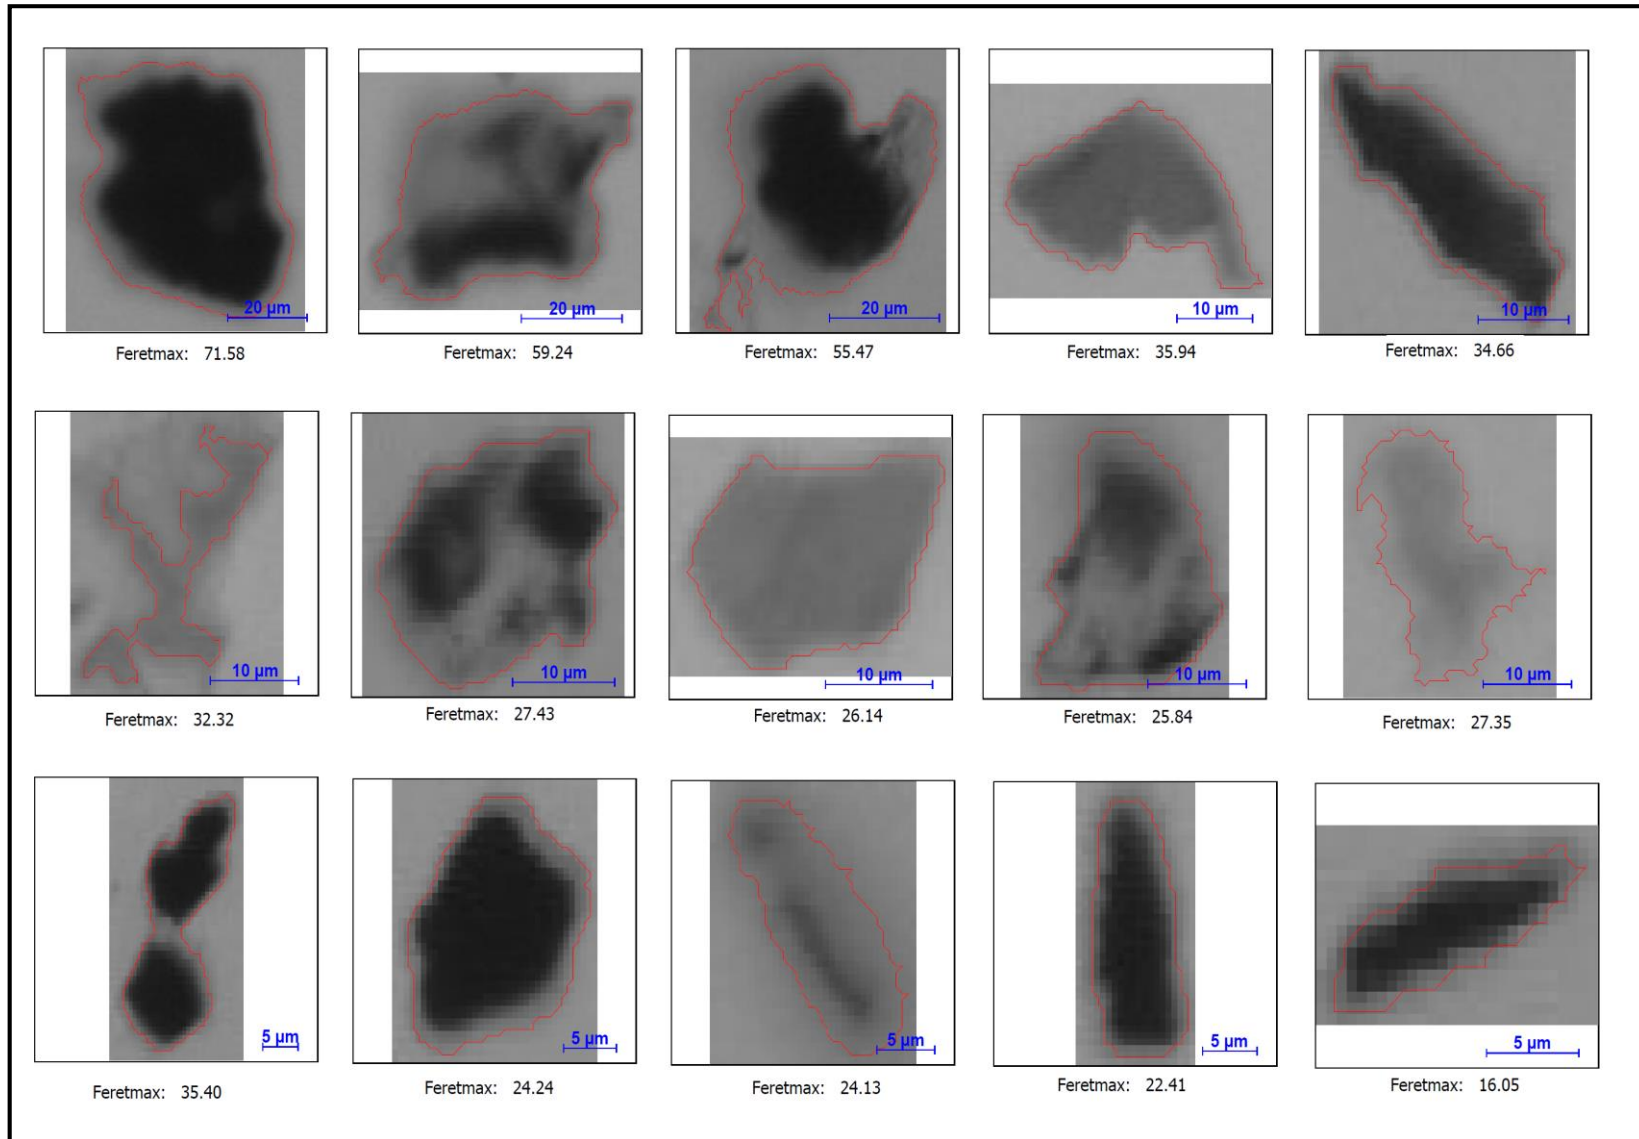 20 µm
20 µm
20 µm
10 µm
10 µm
Feretmax: 71.58
Feretmax: 59.24
Feretmax: 55.47
Feretmax: 35.94
Feretmax: 34.66
10 µm
10 µm
10 µm
10 µm
10 µm
Feretmax: 32.32
Feretmax: 27.43
Feretmax: 26.14
Feretmax: 25.84
Feretmax: 27.35
5 µm
5 µm
5 µm
5 µm
5 µm
Feretmax: 35.40
Feretmax: 24.24
Feretmax: 24.13
Feretmax: 22.41
Feretmax: 16.05